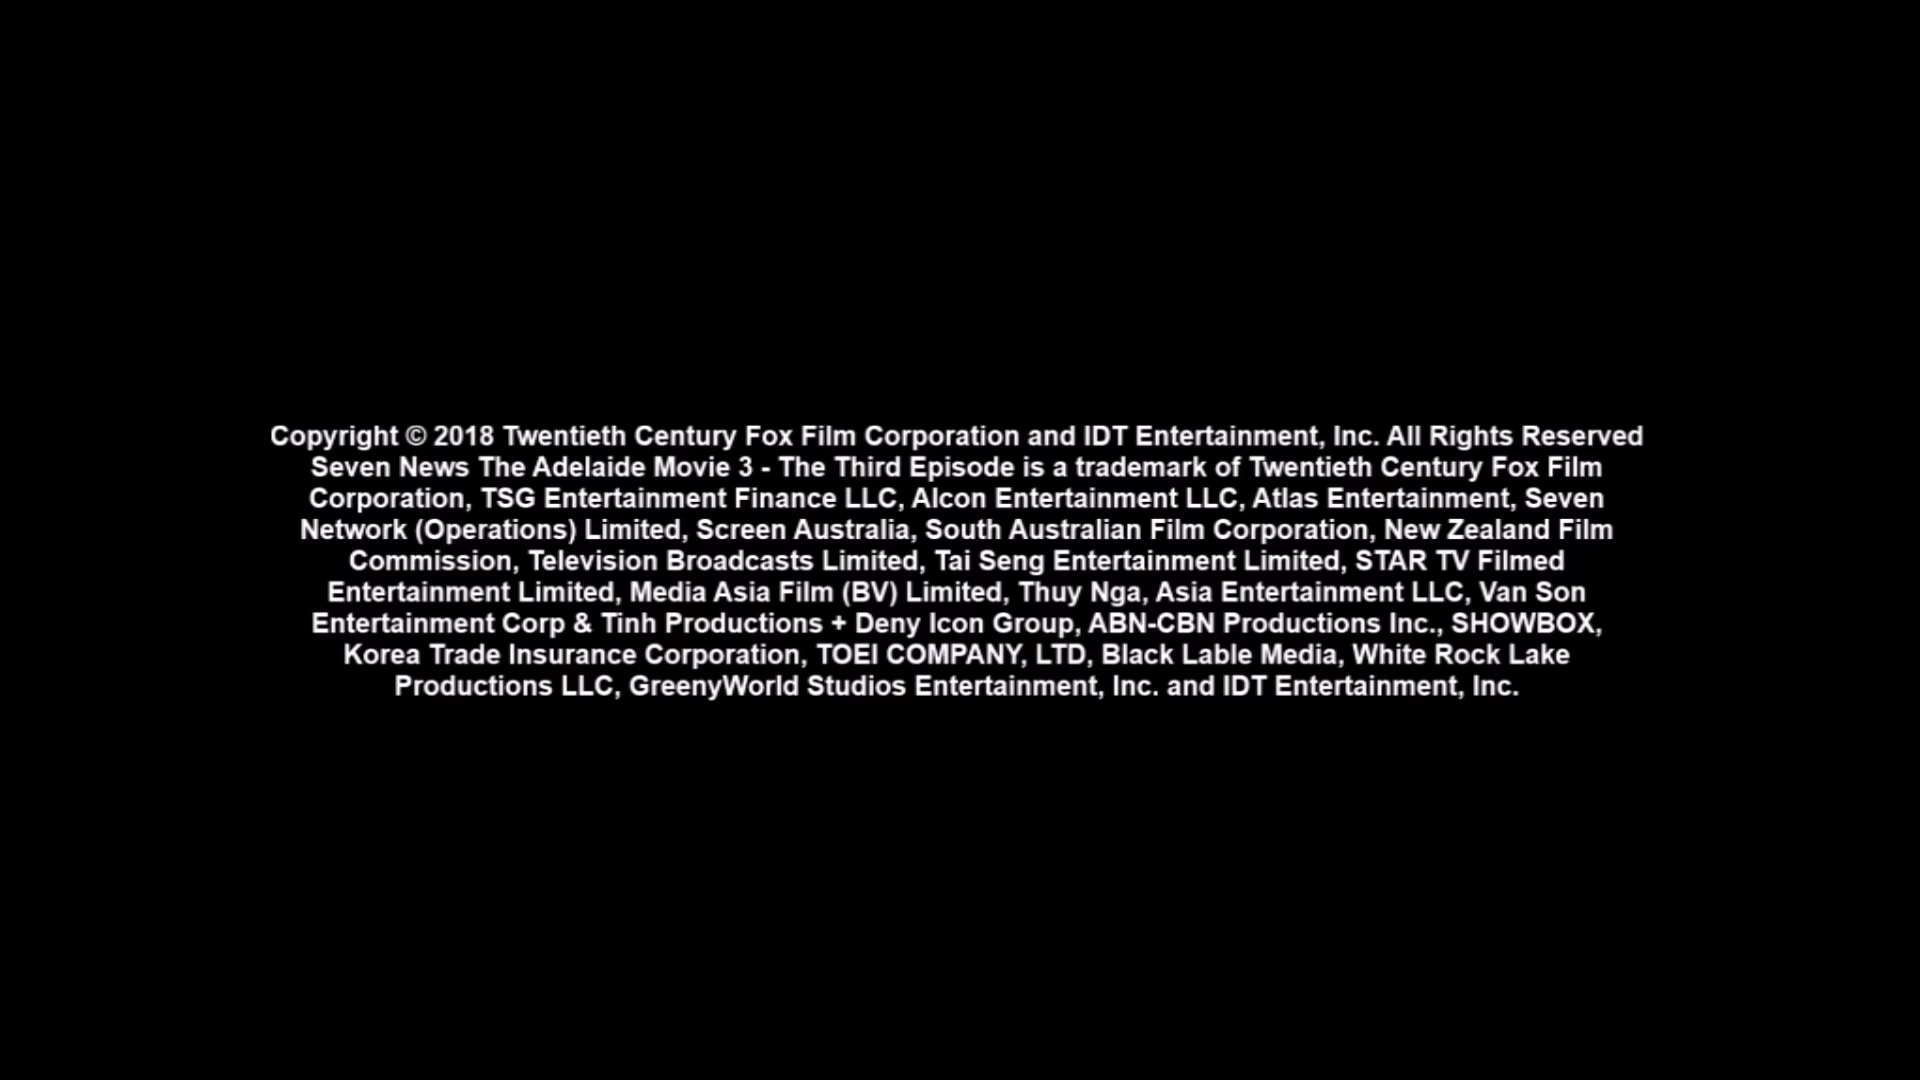 Copyright © 2018 Twentieth Century Fox Film Corporation and IDT Entertainment, Inc. All Rights Reserved
Seven News The Adelaide Movie 3 - The Third Episode is a trademark of Twentieth Century Fox Film
Corporation, TSG Entertainment Finance LLC, Alcon Entertainment LLC, Atlas Entertainment, Seven
Network (Operations) Limited, Screen Australia, South Australian Film Corporation, New Zealand Film
Commission, Television Broadcasts Limited, Tai Seng Entertainment Limited, STAR TV Filmed
Entertainment Limited, Media Asia Film (BV) Limited, Thuy Nga, Asia Entertainment LLC, Van Son
Entertainment Corp & Tinh Productions + Deny Icon Group, ABN-CBN Productions Inc., SHOWBOX,
Korea Trade Insurance Corporation, TOEI COMPANY, LTD, Black Lable Media, White Rock Lake
Productions LLC, GreenyWorld Studios Entertainment, Inc. and IDT Entertainment, Inc.